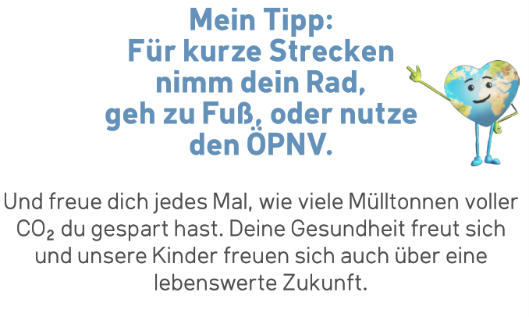 Mein Tipp:
Für kurze Strecken
nimm dein Rad,
geh zu Fuß, oder nutze
den ÖPNV.
Und freue dich jedes Mal, wie viele Mülltonnen voller
CO₂ du gespart hast. Deine Gesundheit freut sich
und unsere Kinder freuen sich auch über eine
lebenswerte Zukunft.